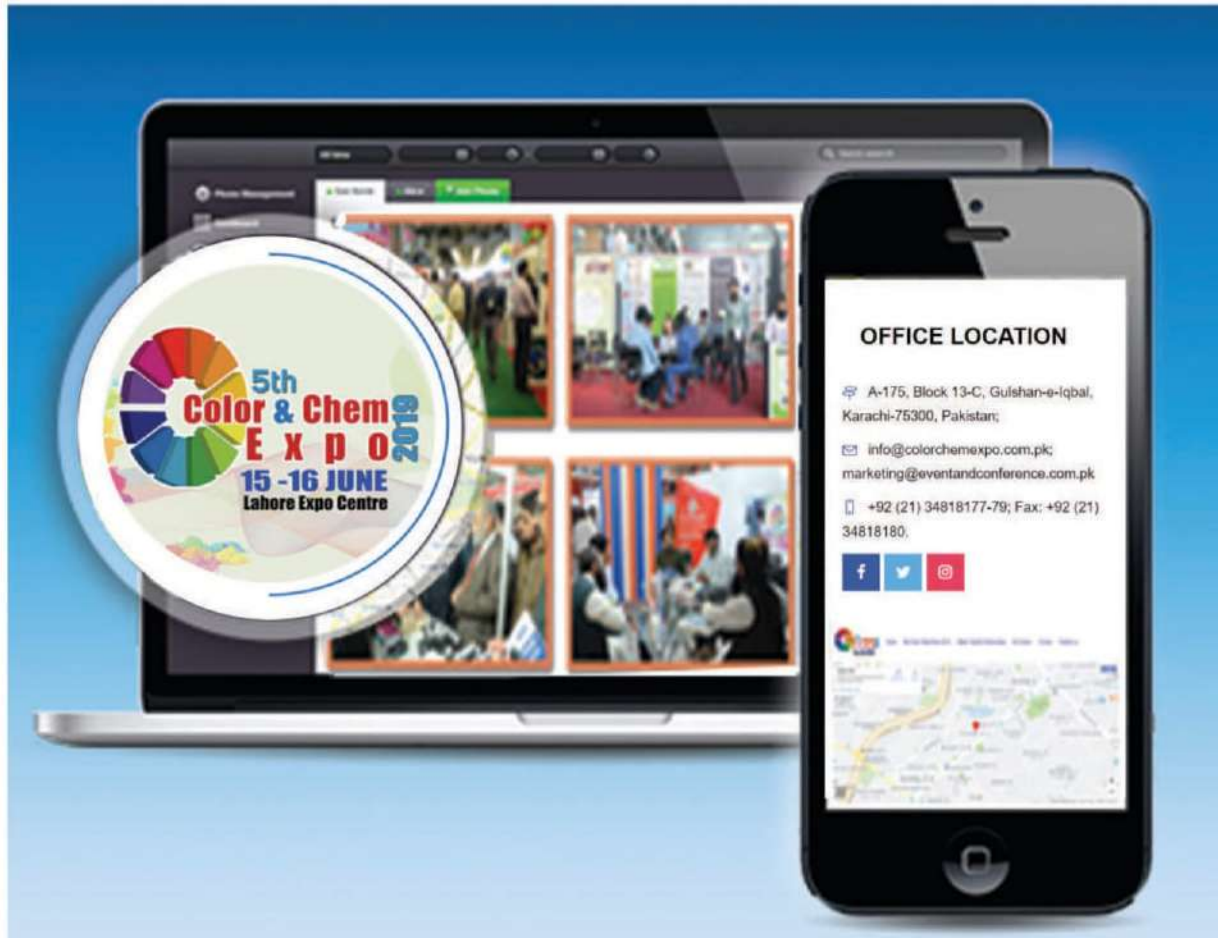 5th
Color & Chem
Expo
2019
15 -16 JUNE
Lahore Expo Centre
OFFICE LOCATION
A-175, Block 13-C, Gulshan-e-Iqbal,
Karachi-75300, Pakistan;
info@colorchemexpo.com.pk;
marketing@eventandconference.com.pk
+92 (21) 34818177-79; Fax: +92 (21)
34818180.